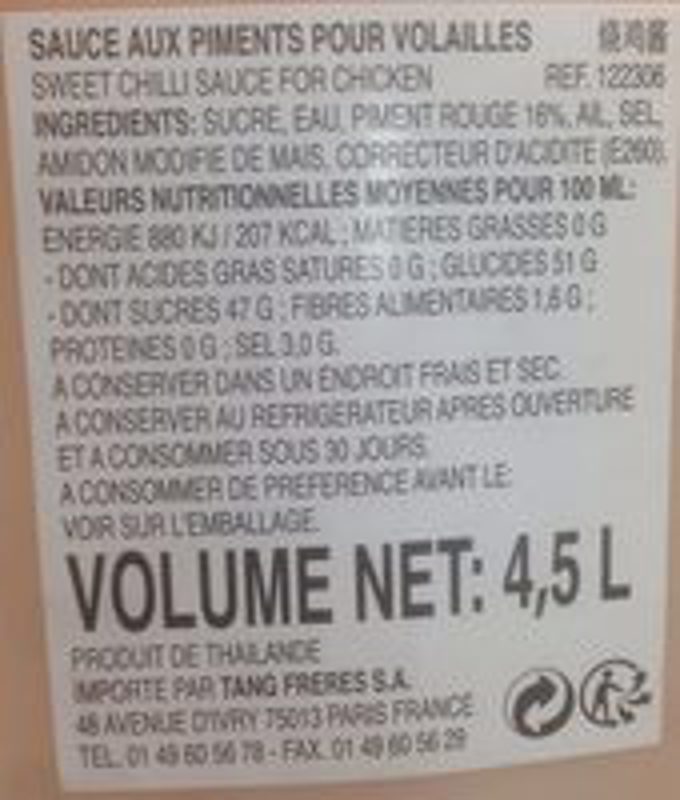 SAUCE AUX PIMENTS POUR VOLAILLES 烧鸡酱
SWEET CHILLI SAUCE FOR CHICKEN REF. 122306
INGREDIENTS: SUCRE, EAU, PIMENT ROUGE 16%, AIL, SEL,
AMIDON MODIFIE DE MAIS, CORRECTEUR D'ACIDITE (E260).
VALEURS NUTRITIONNELLES MOYENNES POUR 100 ML:
ENERGIE 880 KJ / 207 KCAL ; MATIERES GRASSES 0 G
- DONT ACIDES GRAS SATURES 0 G ; GLUCIDES 51 G
- DONT SUCRES 47 G ; FIBRES ALIMENTAIRES 1,6 G ;
PROTEINES 0 G ; SEL 3,0 G.
A CONSERVER DANS UN ENDROIT FRAIS ET SEC.
A CONSERVER AU REFRIGERATEUR APRES OUVERTURE
ET A CONSOMMER SOUS 30 JOURS.
A CONSOMMER DE PREFERENCE AVANT LE:
VOIR SUR L'EMBALLAGE.
VOLUME NET: 4,5 L
PRODUIT DE THAILANDE
IMPORTE PAR TANG FRERES S.A.
48 AVENUE D'IVRY 75013 PARIS FRANCE
TEL. 01 49 60 56 78 - FAX. 01 49 60 56 29